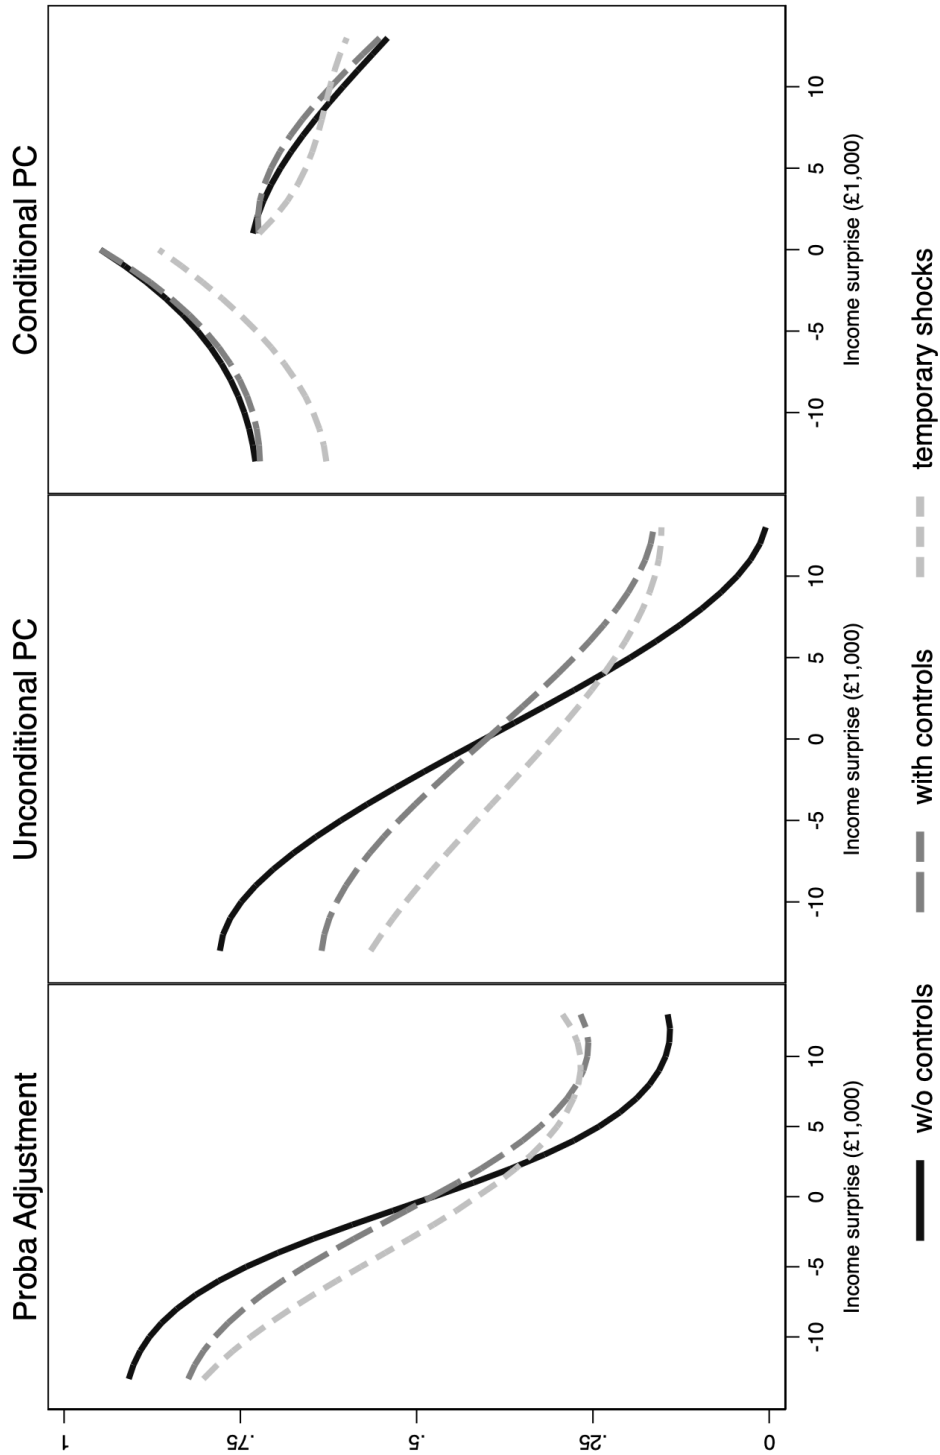 Proba Adjustment
Unconditional PC
Conditional PC
1
.75
.5
.25
0
-10 -5 0 5 10
Income surprise (£1,000)
-10 -5 0 5 10
Income surprise (£1,000)
-10 -5 0 5 10
Income surprise (£1,000)
w/o controls
with controls
temporary shocks